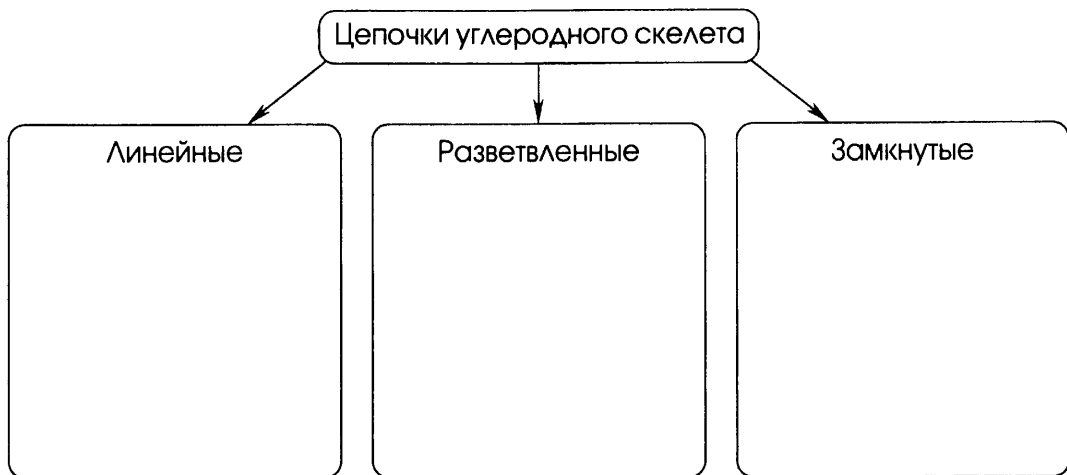 Цепочки углеродного скелета
Линейные
Разветвленные
Замкнутые